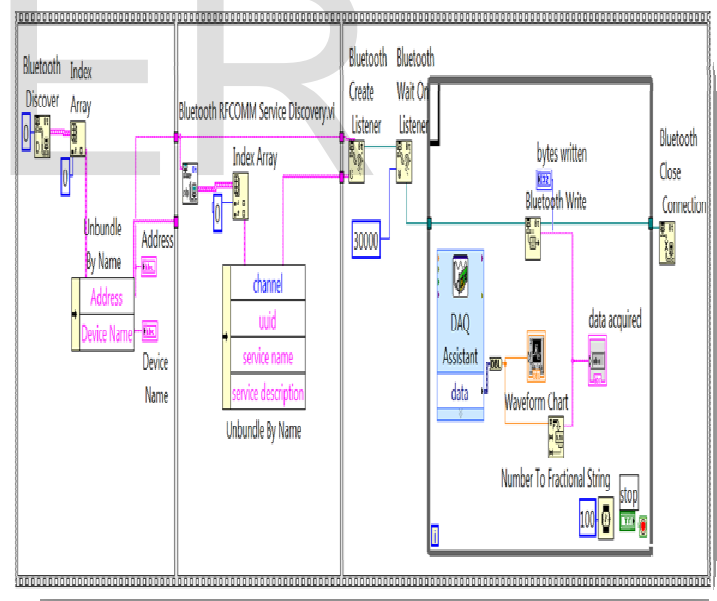 ER
Bluetooth
Discover
Index
Array
0
0
Unbundle
By Name
Address
Device Name
Address
Device
Name
Bluetooth RFCOMM Service Discovery.vi
Index Array
0
channel
uuid
service name
service description
Unbundle By Name
Bluetooth
Create
Listener
Bluetooth
Wait On
Listener
30000
bytes written
Bluetooth Write
DAQ
Assistant
data
Waveform Chart
data acquired
Number To Fractional String
100
stop
i
Bluetooth
Close
Connection